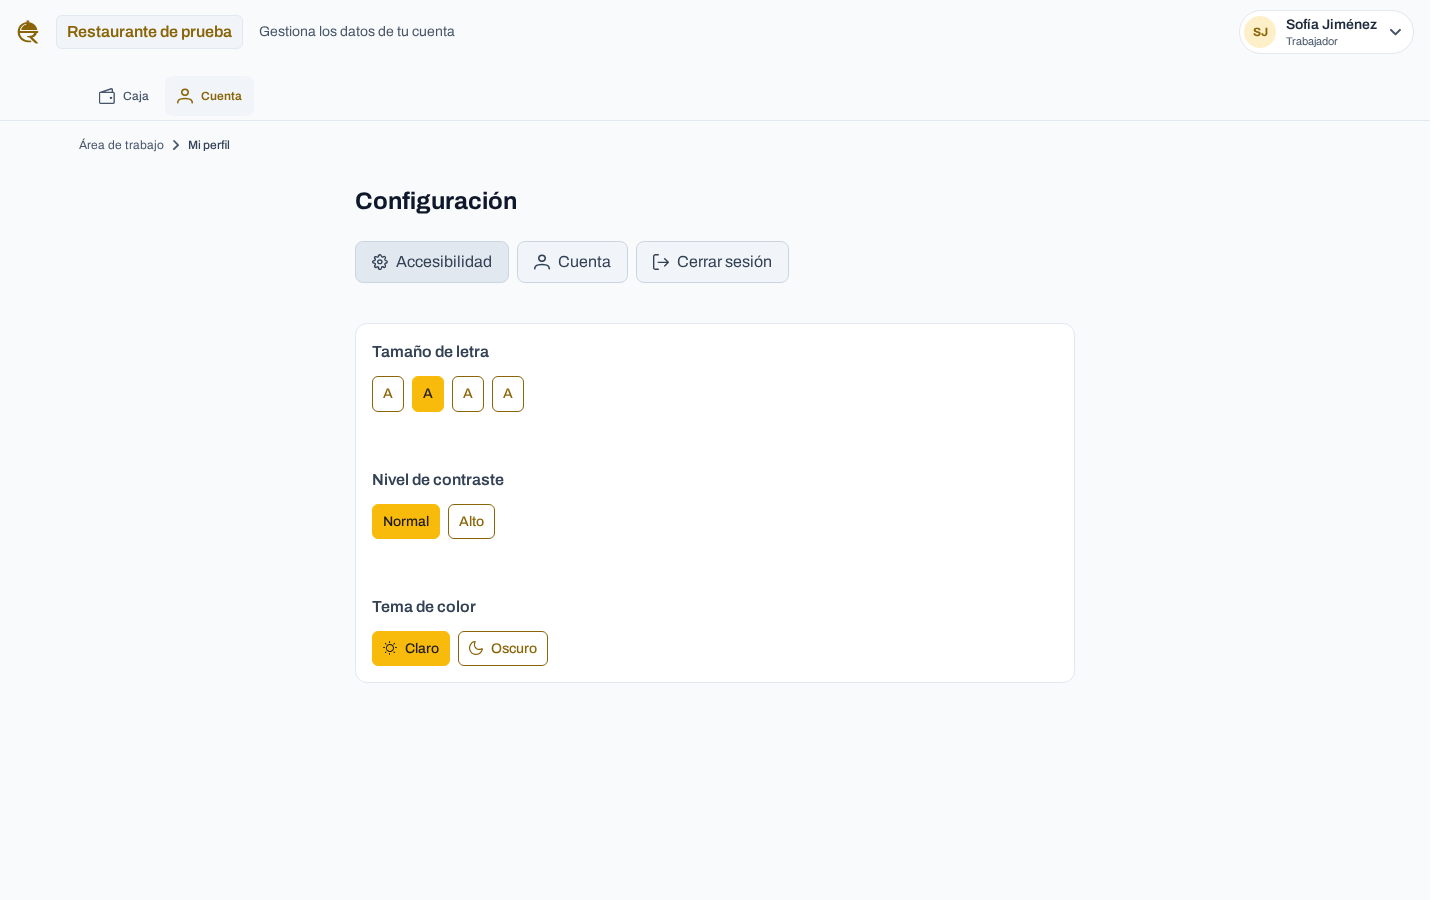 Restaurante de prueba
Gestiona los datos de tu cuenta
SJ
Sofía Jiménez
Trabajador
Caja
Cuenta
Área de trabajo
Mi perfil
Configuración
Accesibilidad
Cuenta
Cerrar sesión
Tamaño de letra
A A A A
Nivel de contraste
Normal
Alto
Tema de color
Claro
Oscuro